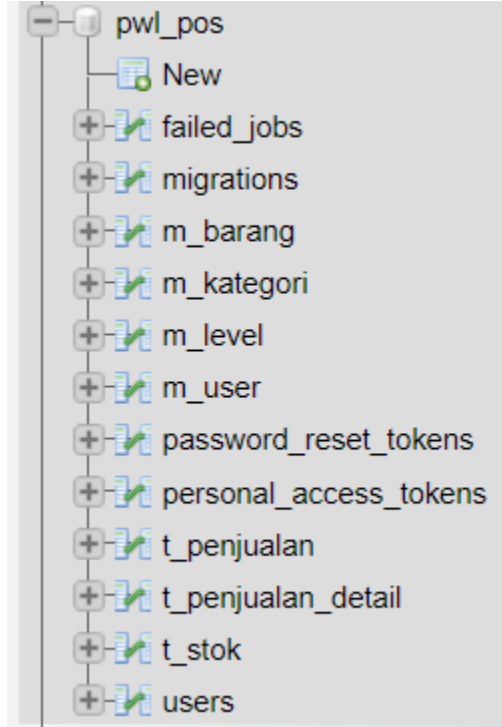 pwl_pos
New
failed_jobs
migrations
m_barang
m_kategori
m_level
m_user
password_reset_tokens
personal_access_tokens
t_penjualan
t_penjualan_detail
t_stok
users